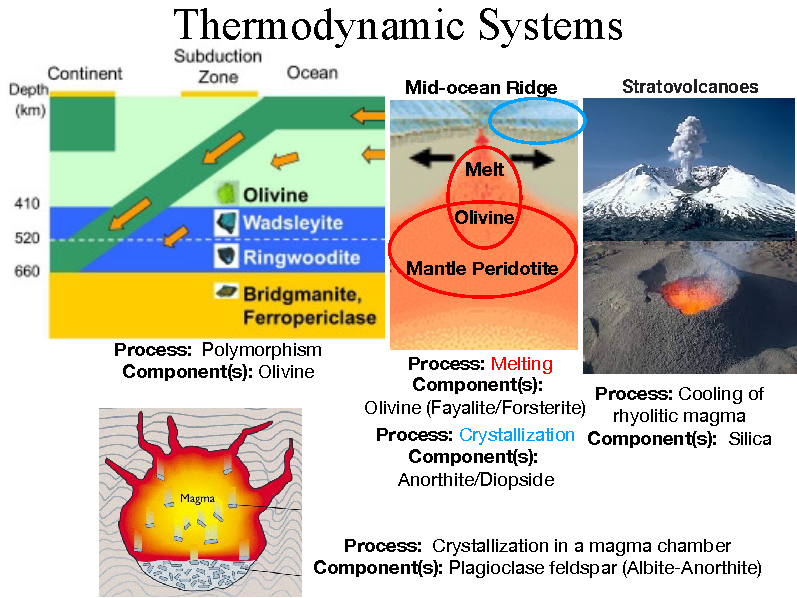 Thermodynamic Systems
Continent
Subduction
Zone
Ocean
Depth
(km)
410
520
660
Olivine
Wadsleyite
Ringwoodite
Bridgmanite,
Ferropericlase
Process: Polymorphism
Component(s): Olivine
Mid-ocean Ridge
Melt
Olivine
Mantle Peridotite
Process: Melting
Component(s):
Olivine (Fayalite/Forsterite)
Process: Crystallization
Component(s):
Anorthite/Diopside
Stratovolcanoes
Process: Cooling of
rhyolitic magma
Component(s): Silica
Magma
Process: Crystallization in a magma chamber
Component(s): Plagioclase feldspar (Albite-Anorthite)